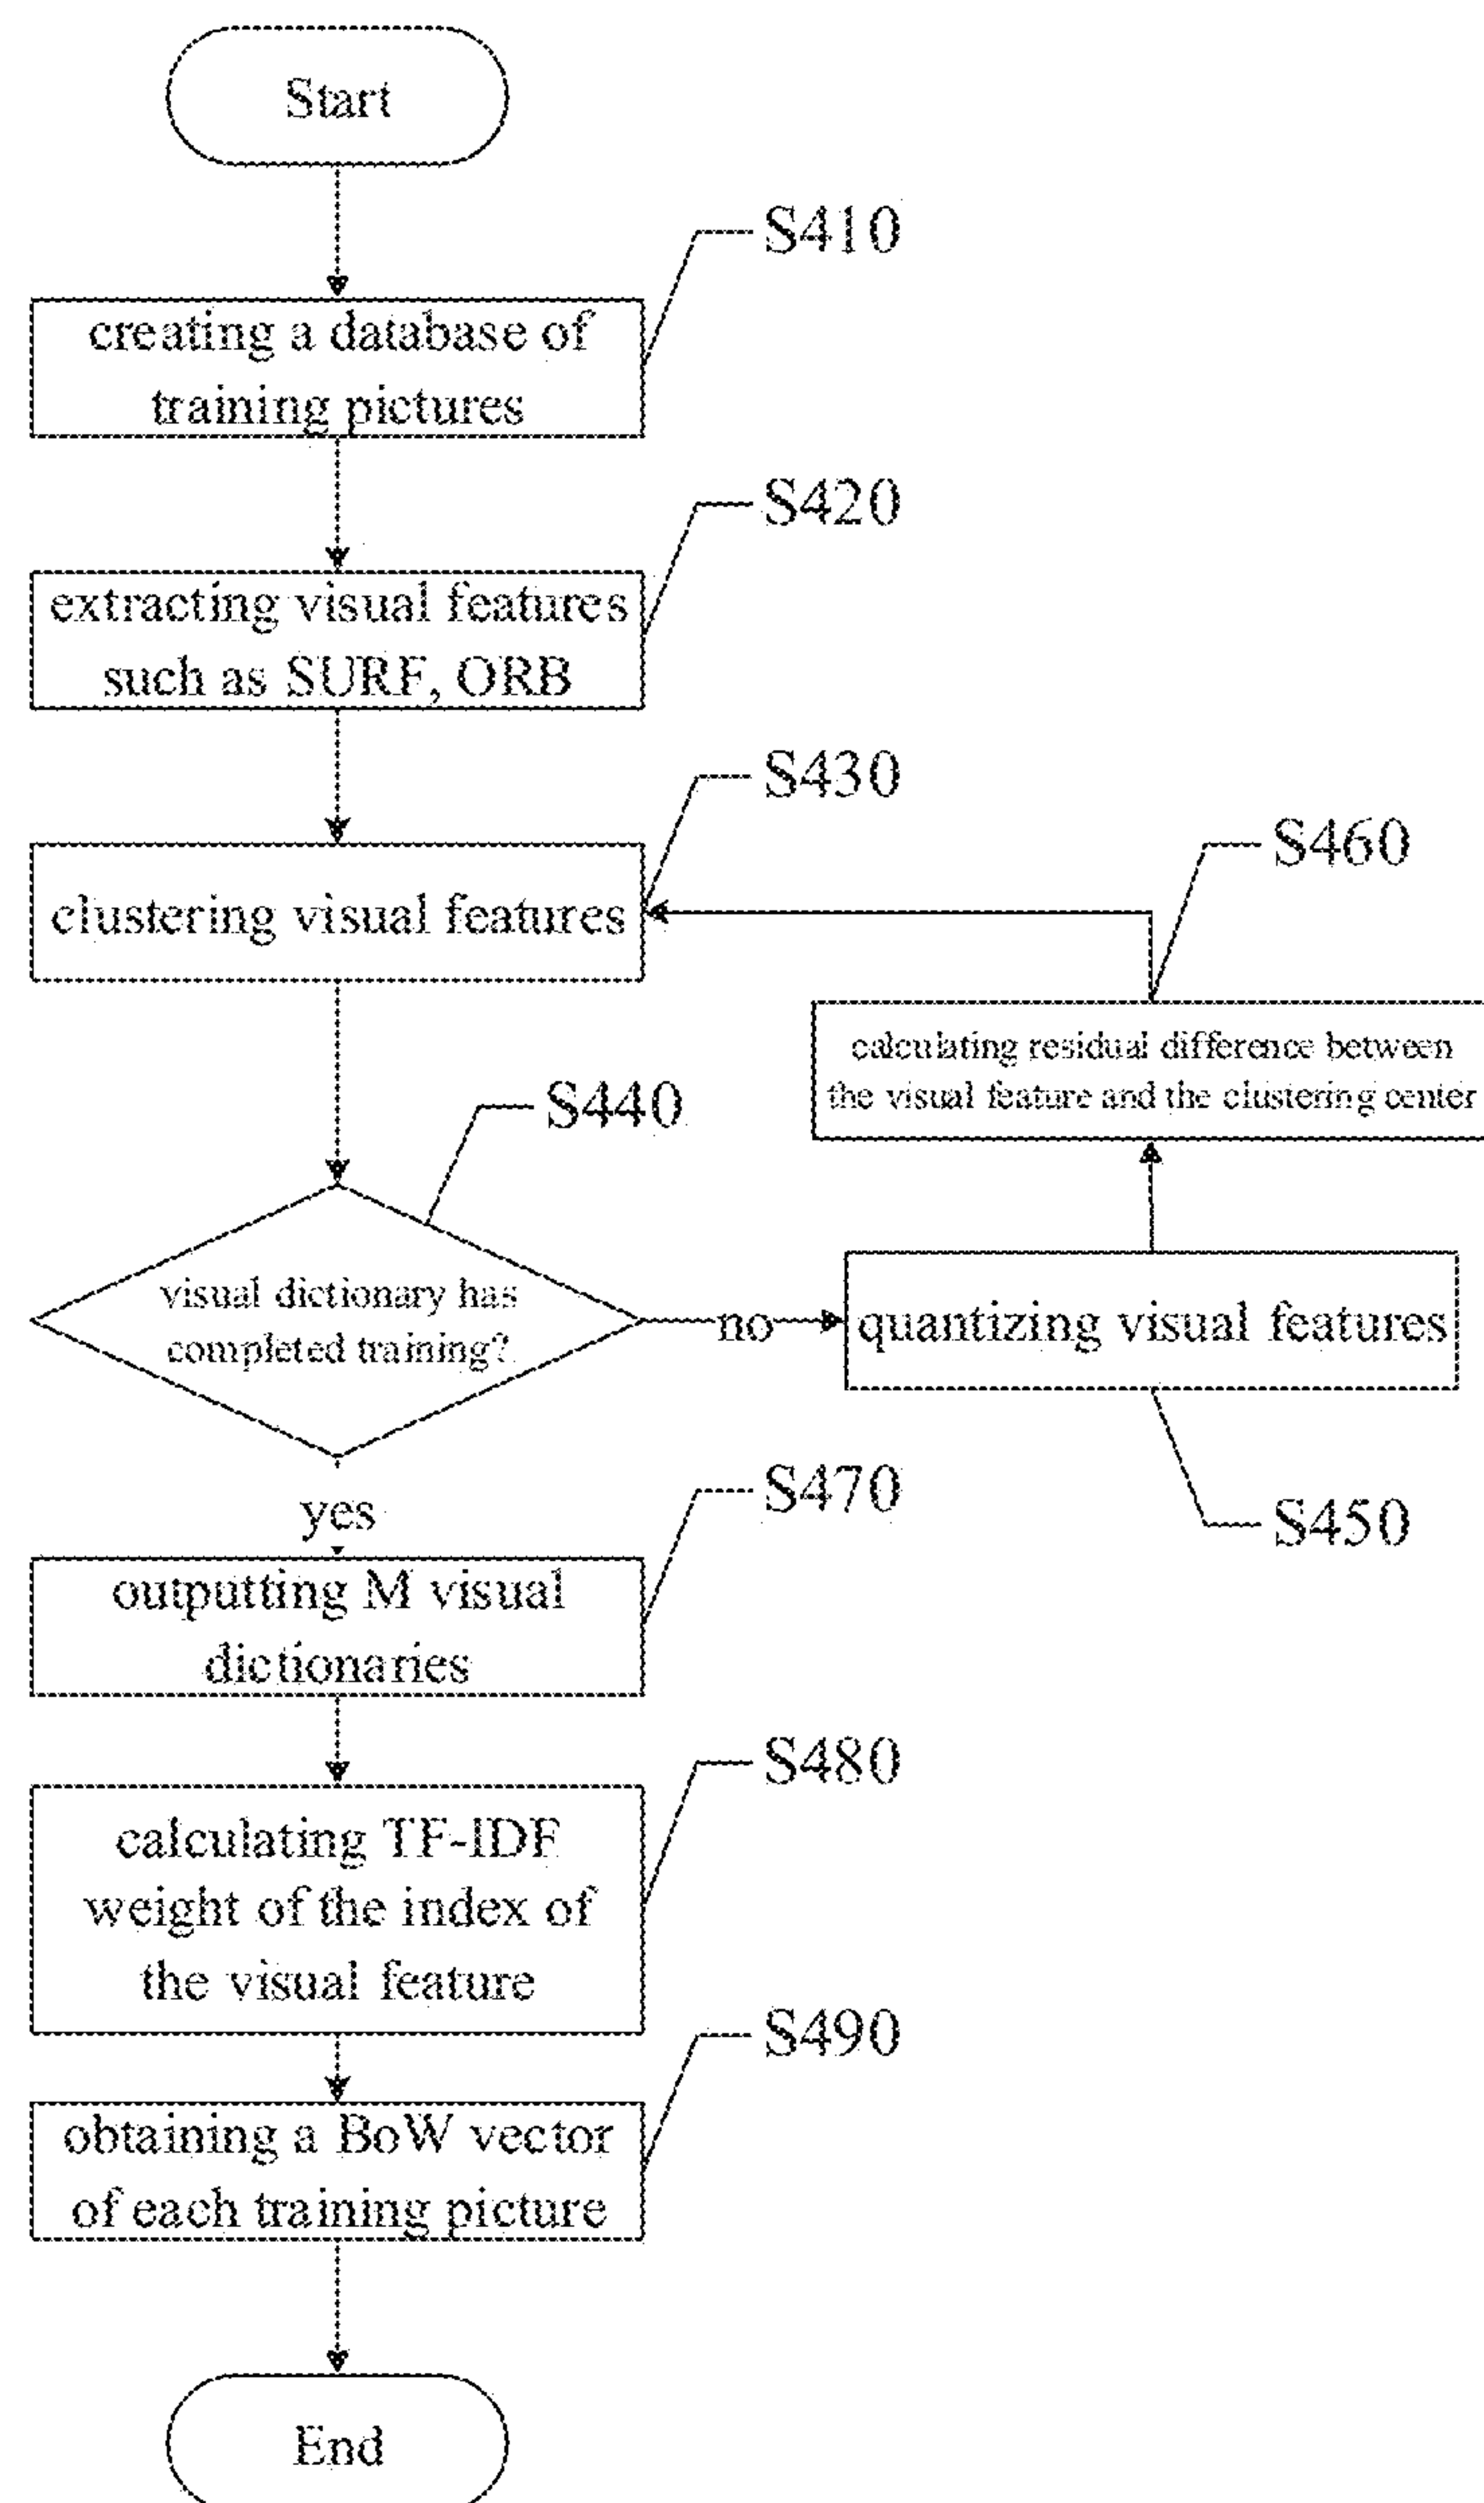 Start
S410
creating a database of
training pictures
S420
extracting visual features
such as SURF, ORB
S430
clustering visual features
S460
calculating residual difference between
the visual feature and the clustering center
S440
visual dictionary has
completed training?
no
quantizing visual features
S450
yes
S470
outputting M visual
dictionaries
S480
calculating TF-IDF
weight of the index of
the visual feature
S490
obtaining a BoW vector
of each training picture
End